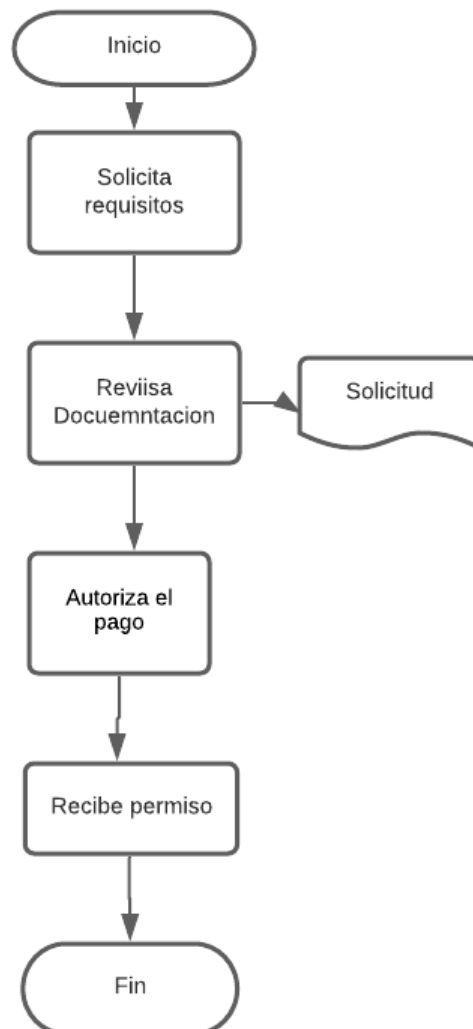 Inicio
Solicita
requisitos
Reviisa
Docuemntacion
Solicitud
Autoriza el
pago
Recibe permiso
Fin